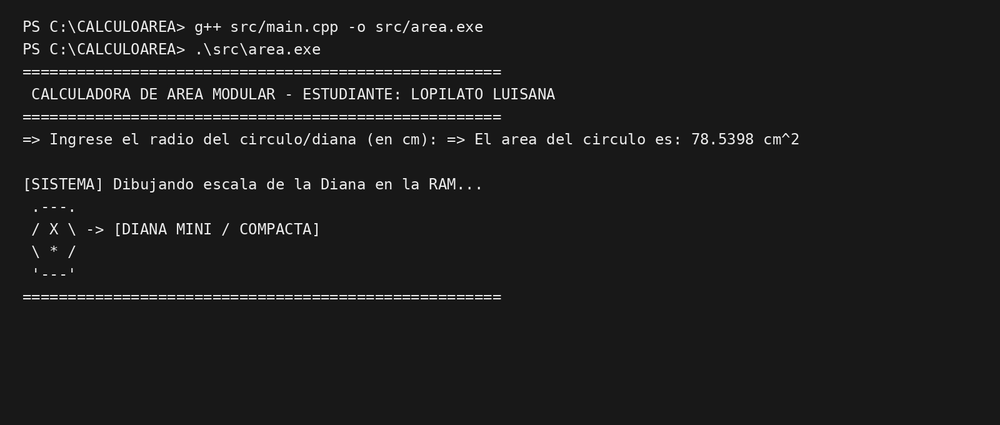 PS C:\CALCULOAREA> g++ src/main.cpp -o src/area.exe
PS C:\CALCULOAREA> .\src\area.exe
=====================================================
 CALCULADORA DE AREA MODULAR - ESTUDIANTE: LOPILATO LUISANA
=====================================================
=> Ingrese el radio del circulo/diana (en cm): => El area del circulo es: 78.5398 cm^2

[SISTEMA] Dibujando escala de la Diana en la RAM...
 .---.
 / X \ -> [DIANA MINI / COMPACTA]
 \ * /
 '---'
=====================================================